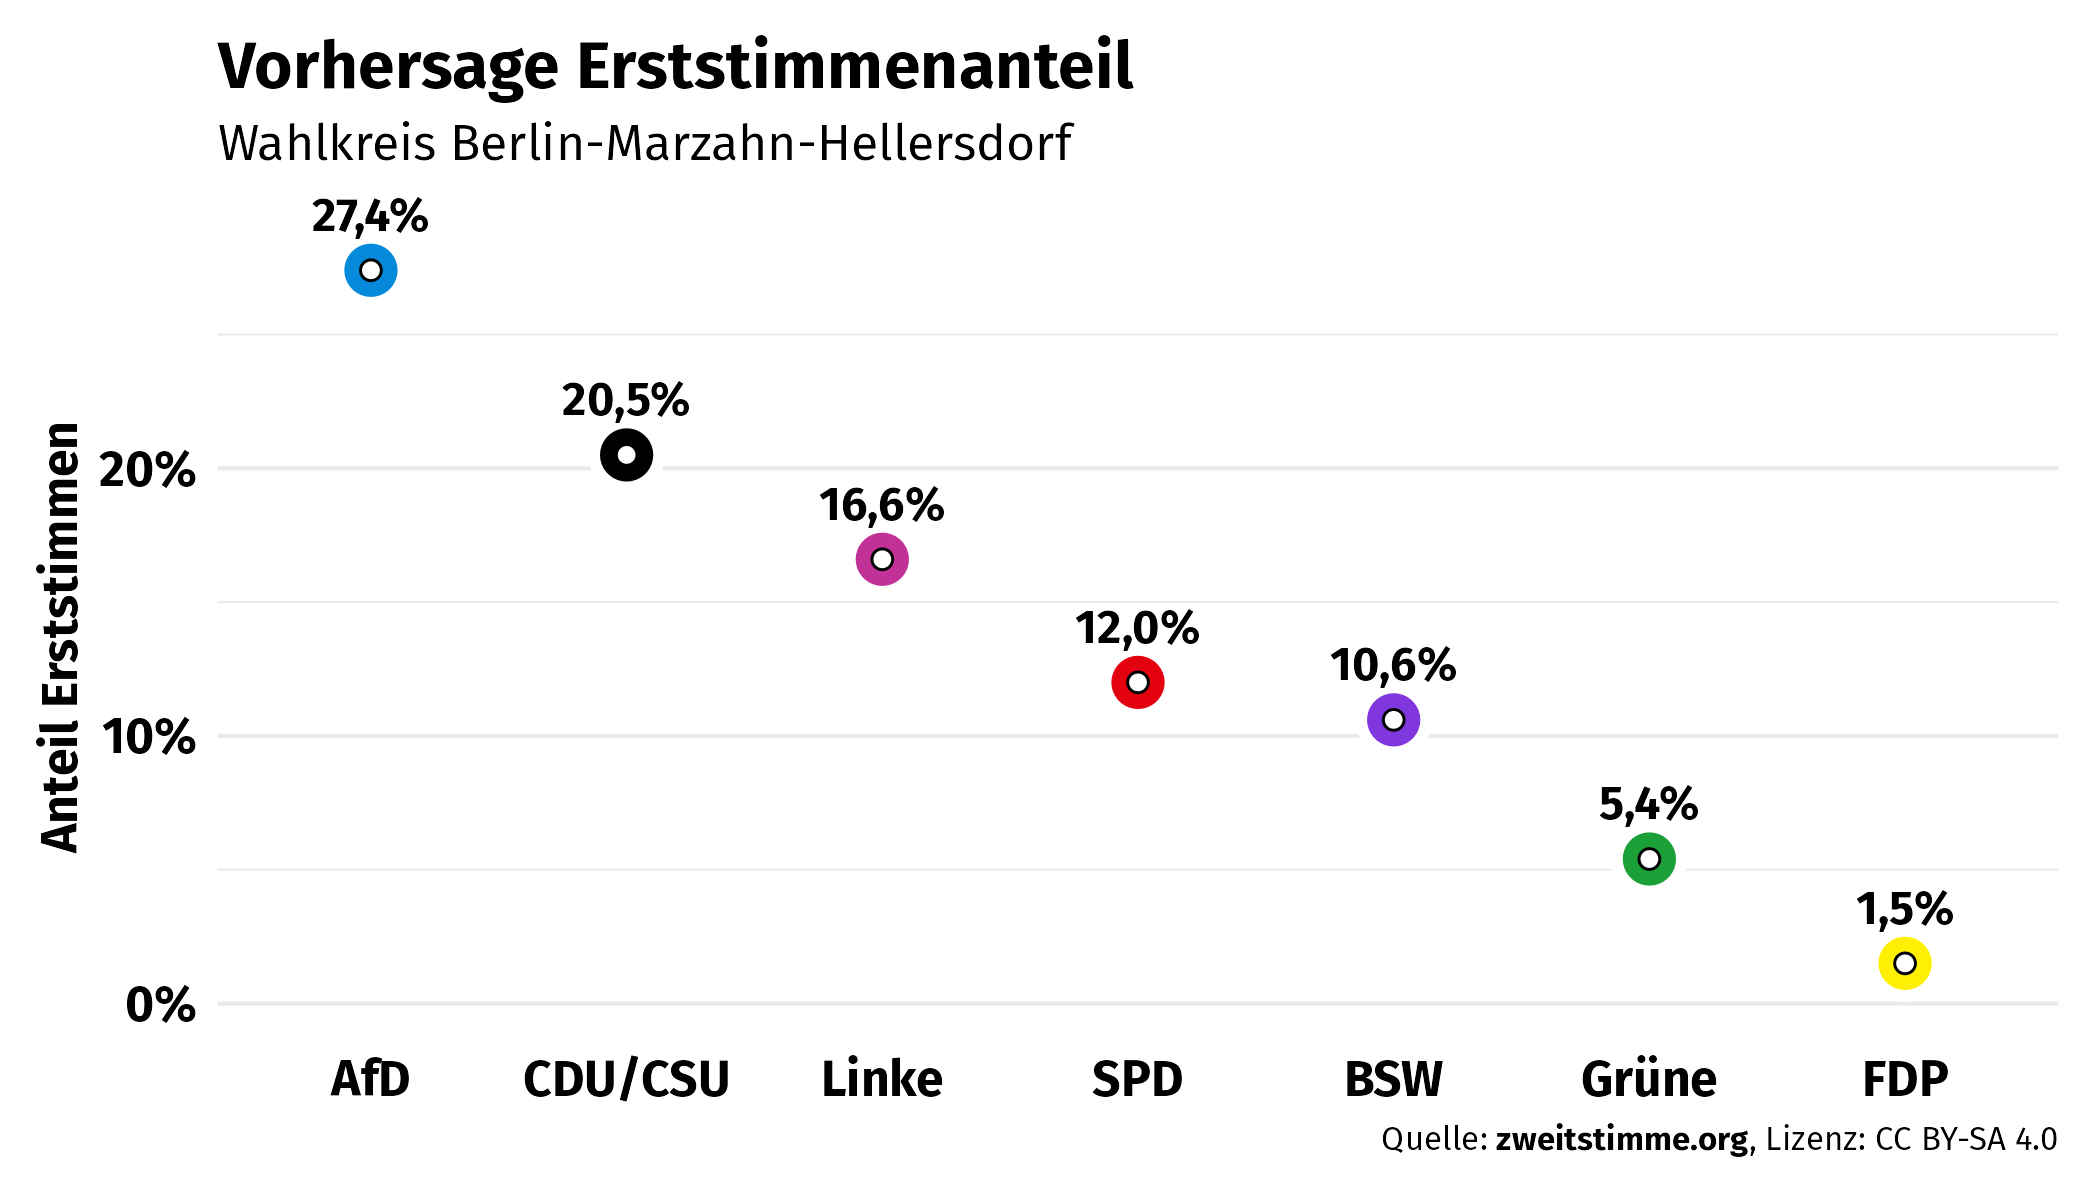 Vorhersage Erststimmenanteil
Wahlkreis Berlin-Marzahn-Hellersdorf
27,4%
20,5%
16,6%
12,0%
10,6%
5,4%
1,5%
Anteil Erststimmen
20%
10%
0%
AfD CDU/CSU Linke SPD BSW Grüne FDP
Quelle: zweitstimme.org, Lizenz: CC BY-SA 4.0